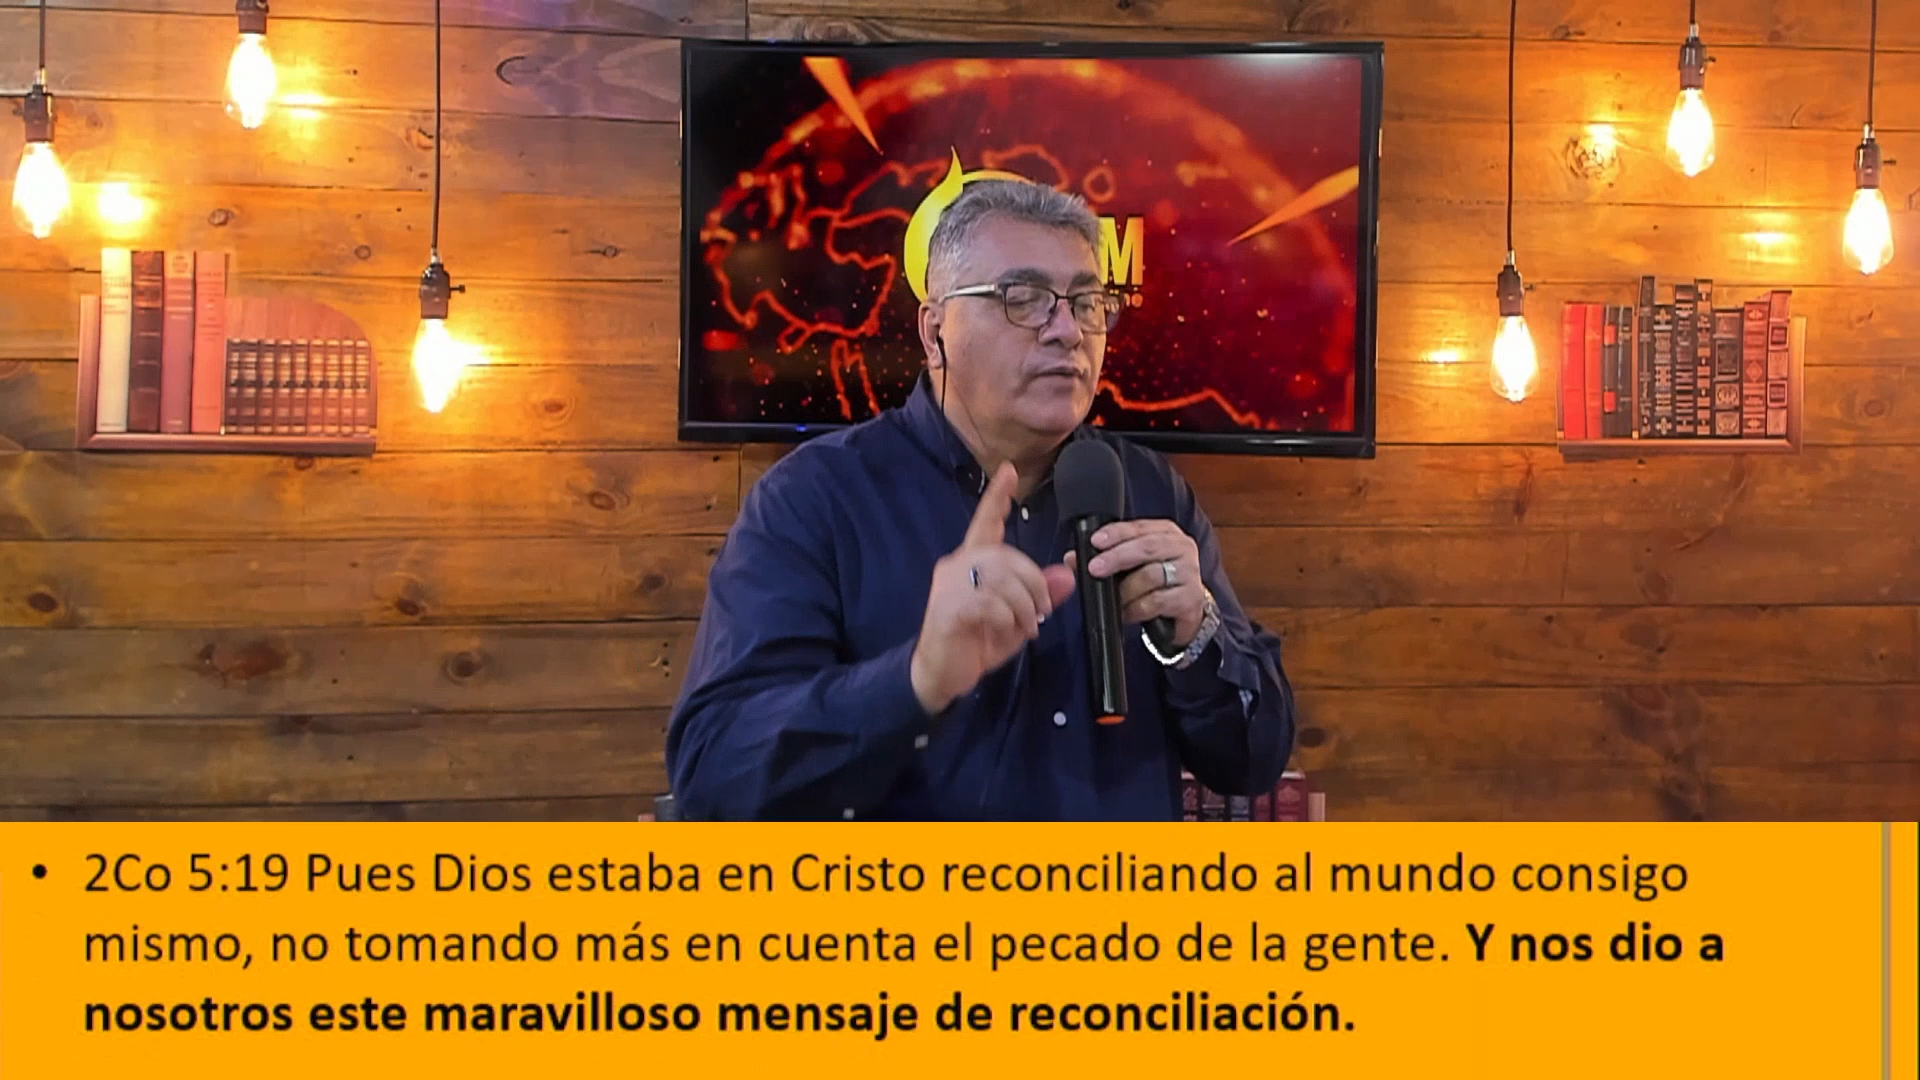 M
• 2Co 5:19 Pues Dios estaba en Cristo reconciliando al mundo consigo
mismo, no tomando más en cuenta el pecado de la gente. Y nos dio a
nosotros este maravilloso mensaje de reconciliación.